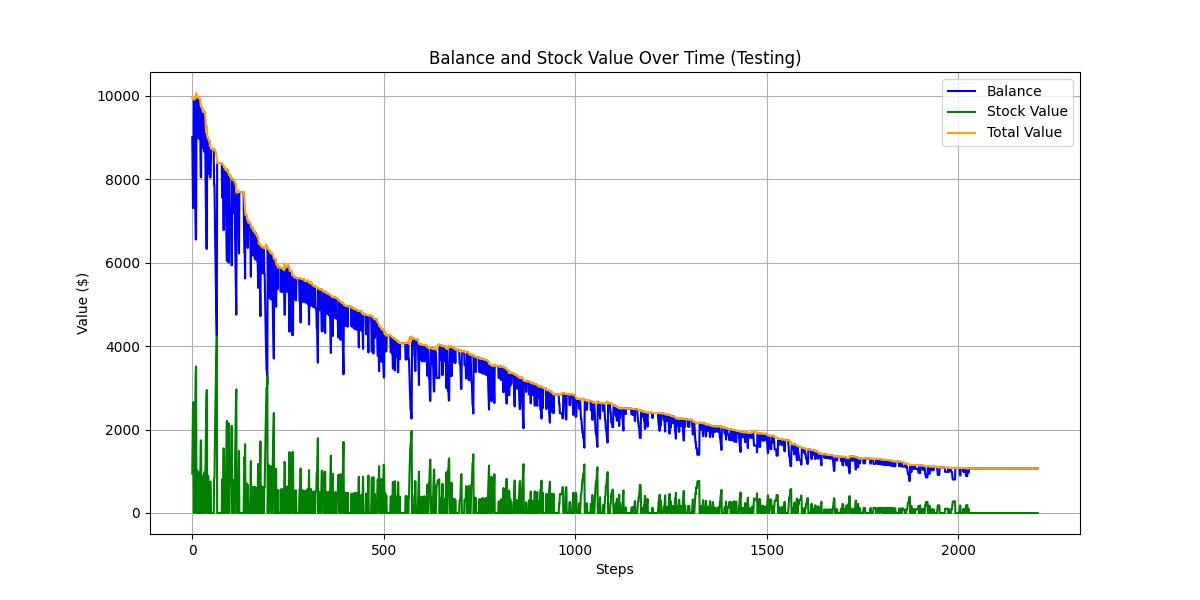 Balance and Stock Value Over Time (Testing)
Balance
Stock Value
Total Value
10000
8000
6000
4000
2000
0
Value ($)
0 500 1000 1500 2000
Steps